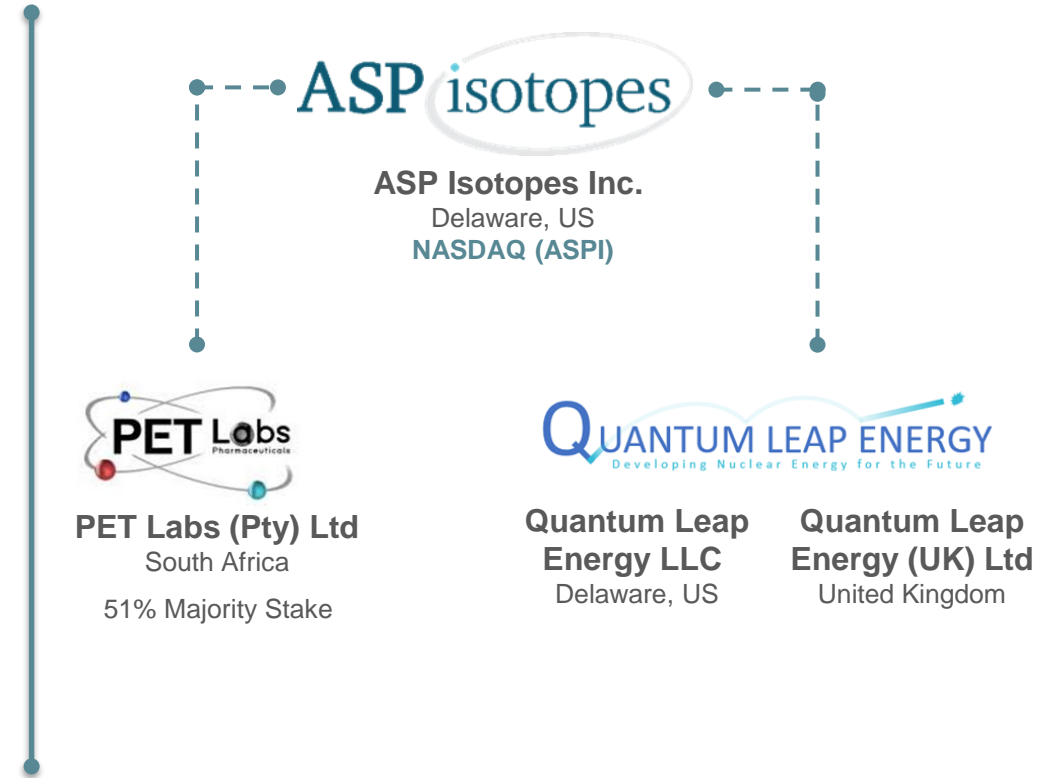 ASP isotopes
ASP Isotopes Inc.
Delaware, US
NASDAQ (ASPI)
PET Labs
Pharmaceuticals
PET Labs (Pty) Ltd
South Africa
51% Majority Stake
QUANTUM LEAP ENERGY
Developing Nuclear Energy for the Future
Quantum Leap
Energy LLC
Delaware, US
Quantum Leap
Energy (UK) Ltd
United Kingdom